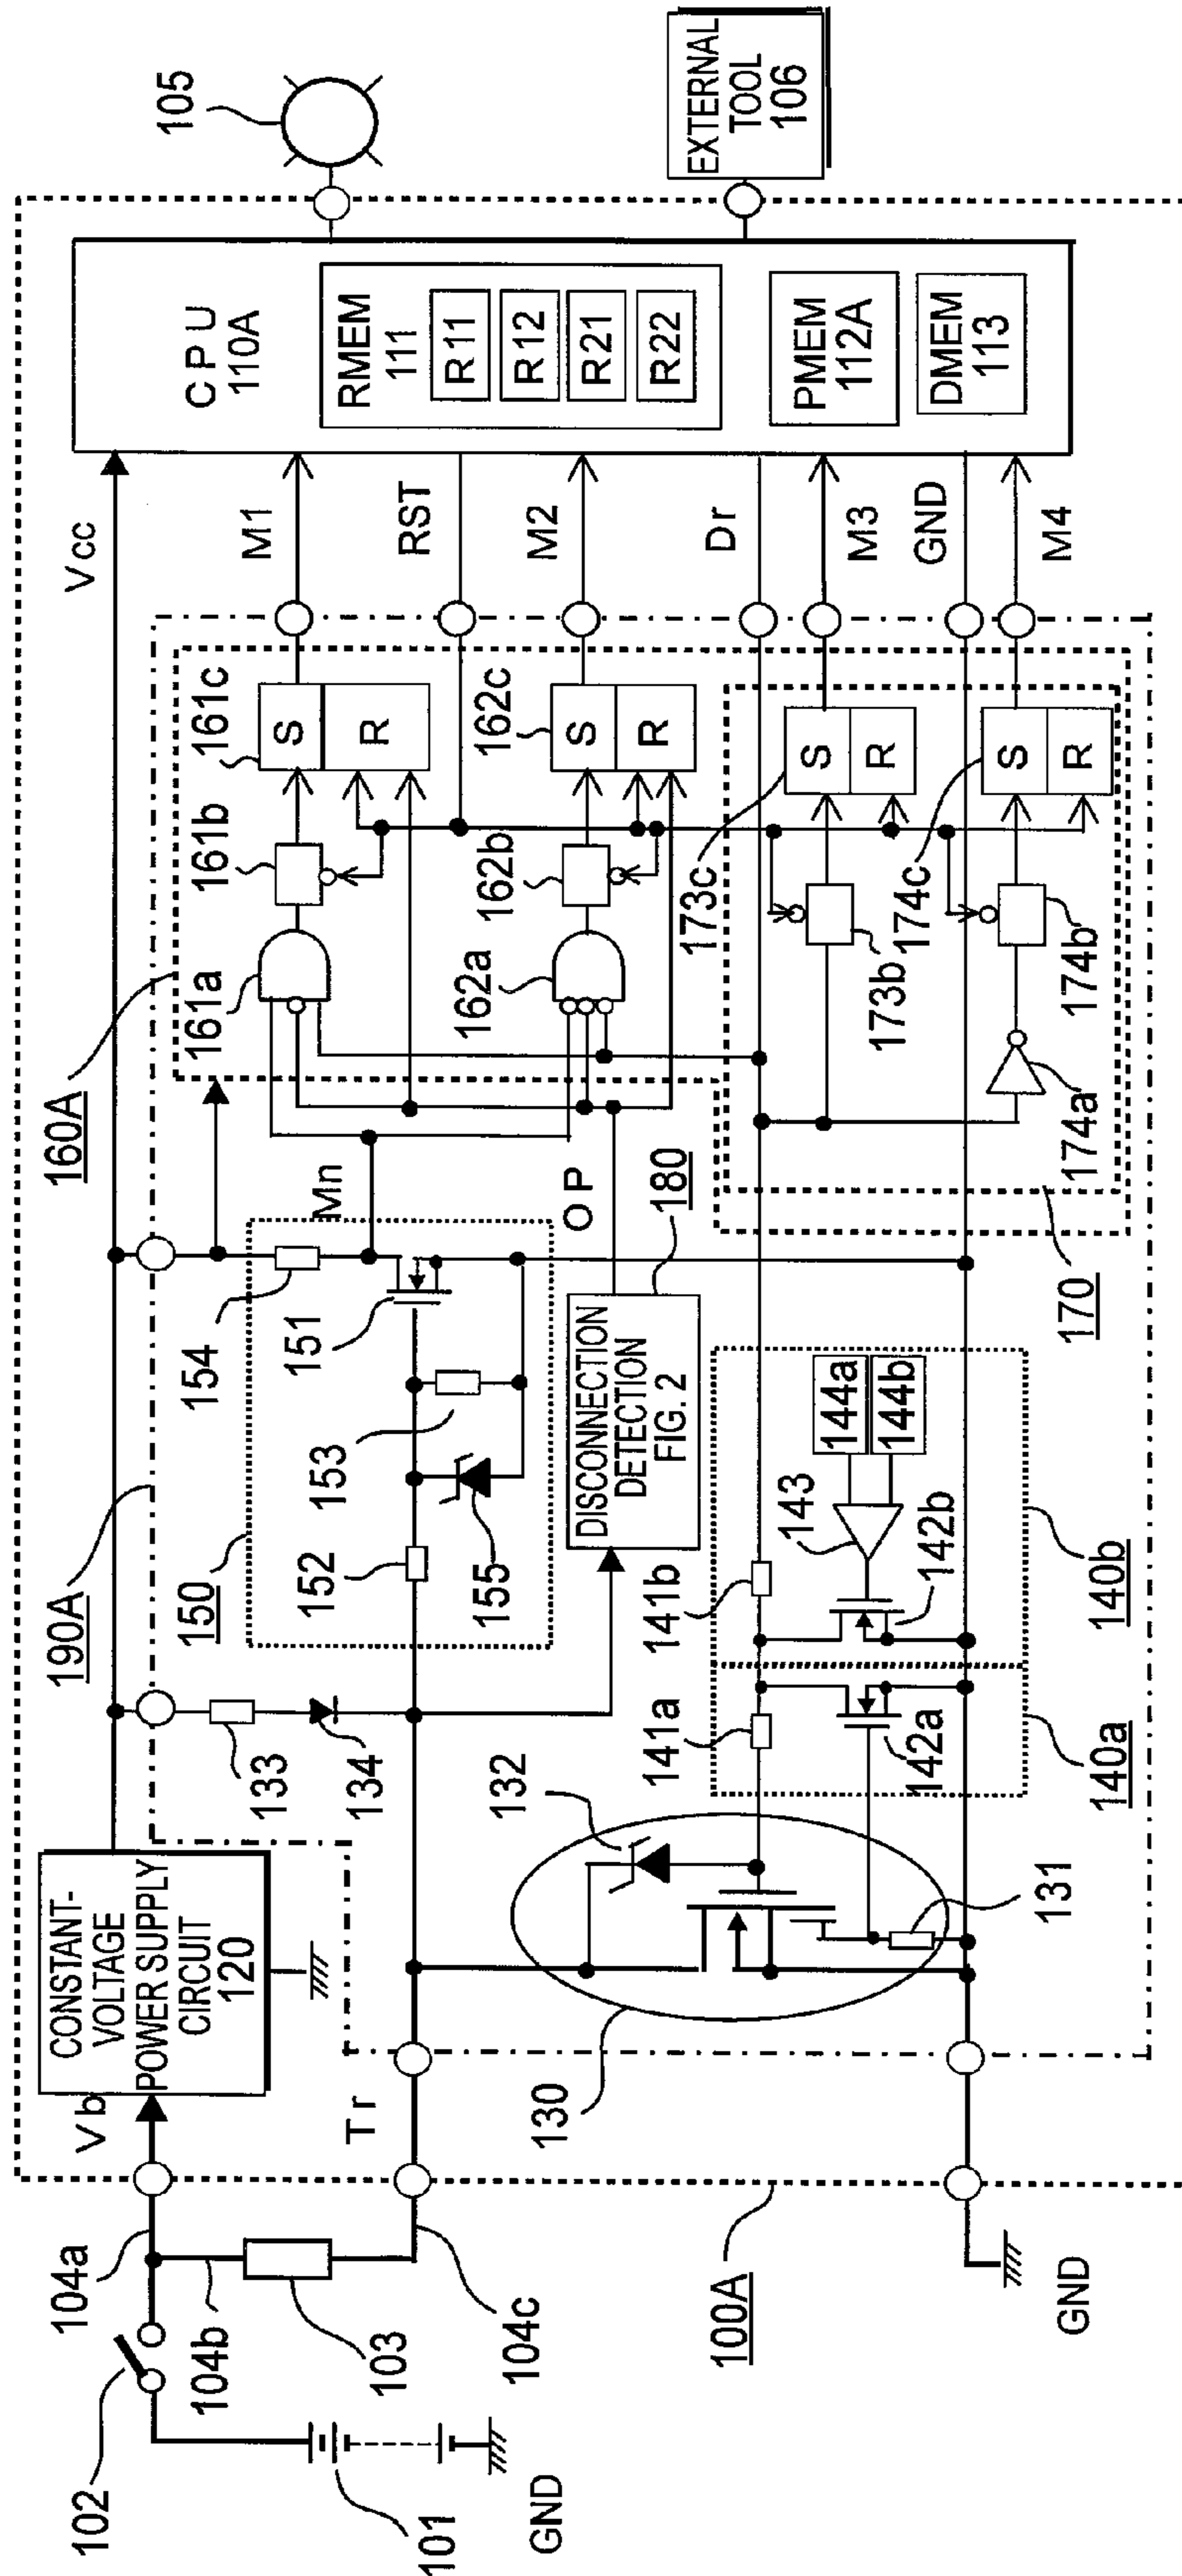 105
EXTERNAL
TOOL
106
CPU
110A
RMEM
111
R11
R12
R21
R22
PMEM
112A
DMEM
113
Vcc
M1
RST
M2
Dr
M3
GND
M4
160A
161a
161b
161c
S
R
162a
162b
162c
S
R
173c
S
R
174c
S
R
173b
174b
174a
170
190A
Mn
OP
154
151
153
152
155
150
DISCONNECTION
DETECTION
FIG. 2
180
144a
144b
143
142b
140b
141b
141a
142a
140a
133
134
132
131
130
CONSTANT-
VOLTAGE
POWER SUPPLY
CIRCUIT
120
Vb
Tr
104a
104b
104c
103
102
101
GND
100A
GND